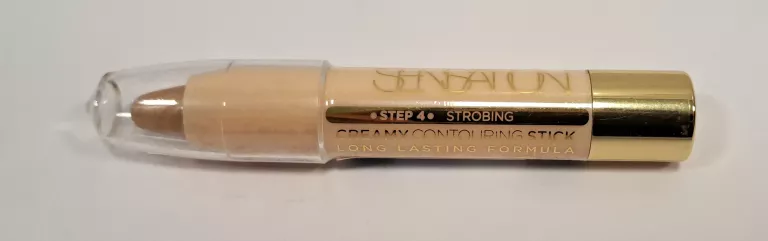 SENSATION
•STEP 4• STROBING
CREAMY CONTOURING STICK
LONG LASTING FORMULA